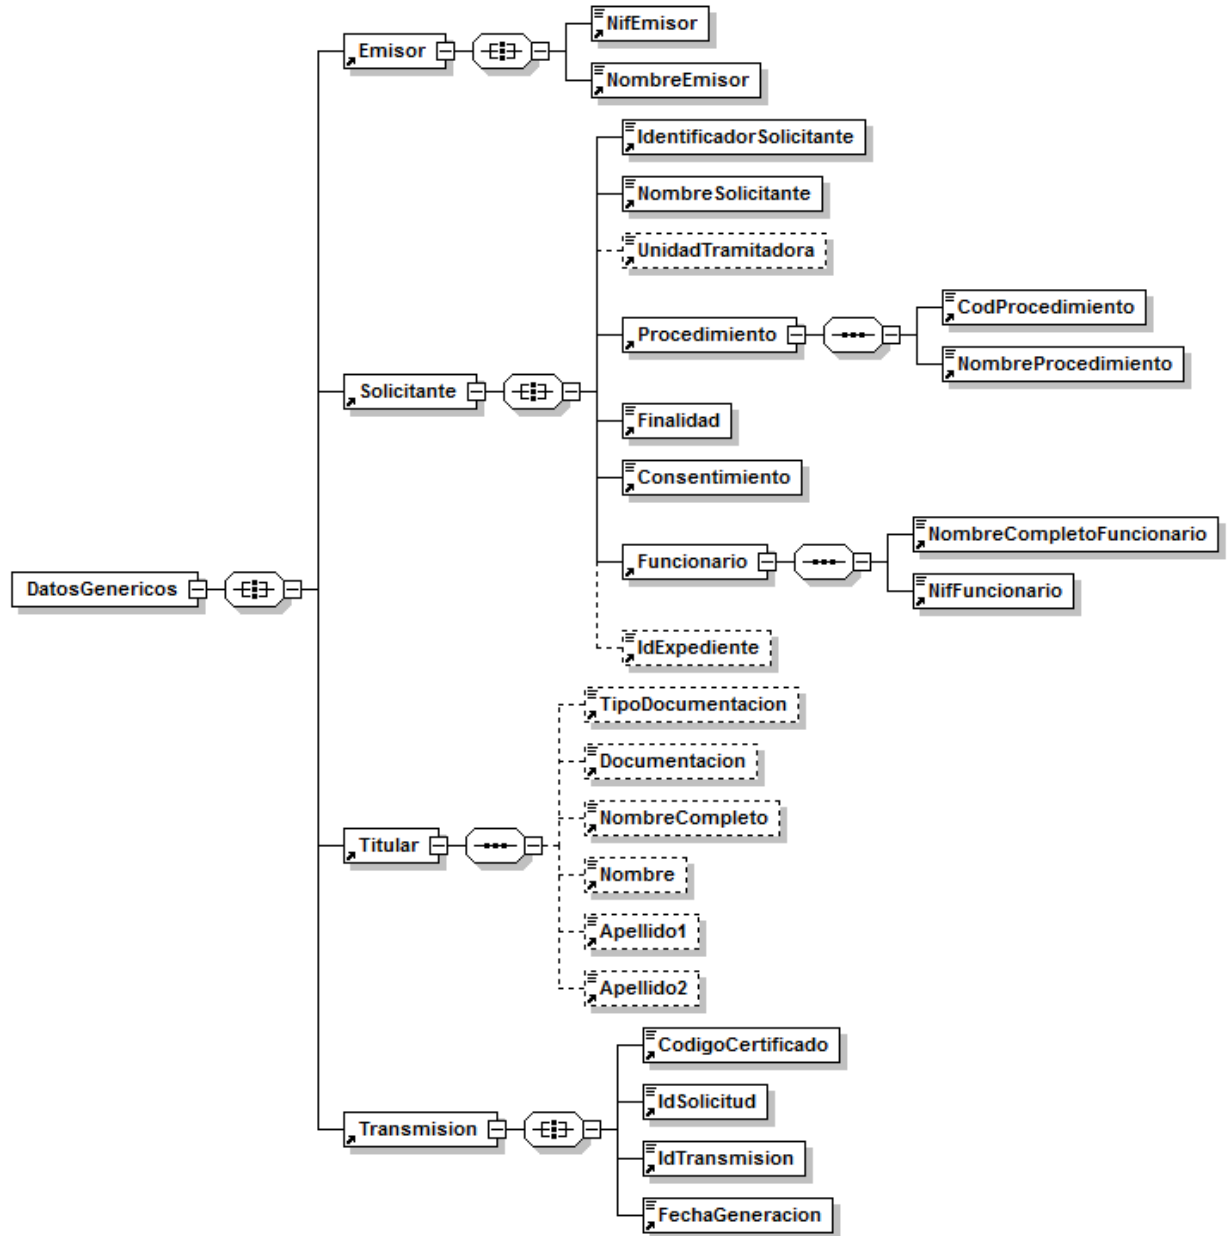 Emisor
NifEmisor
NombreEmisor
IdentificadorSolicitante
NombreSolicitante
UnidadTramitadora
Procedimiento
CodProcedimiento
NombreProcedimiento
Solicitante
Finalidad
Consentimiento
Funcionario
NombreCompletoFuncionario
NifFuncionario
DatosGenericos
IdExpediente
TipoDocumentacion
Documentacion
NombreCompleto
Titular
Nombre
Apellido1
Apellido2
CodigoCertificado
IdSolicitud
Transmision
IdTransmision
FechaGeneracion